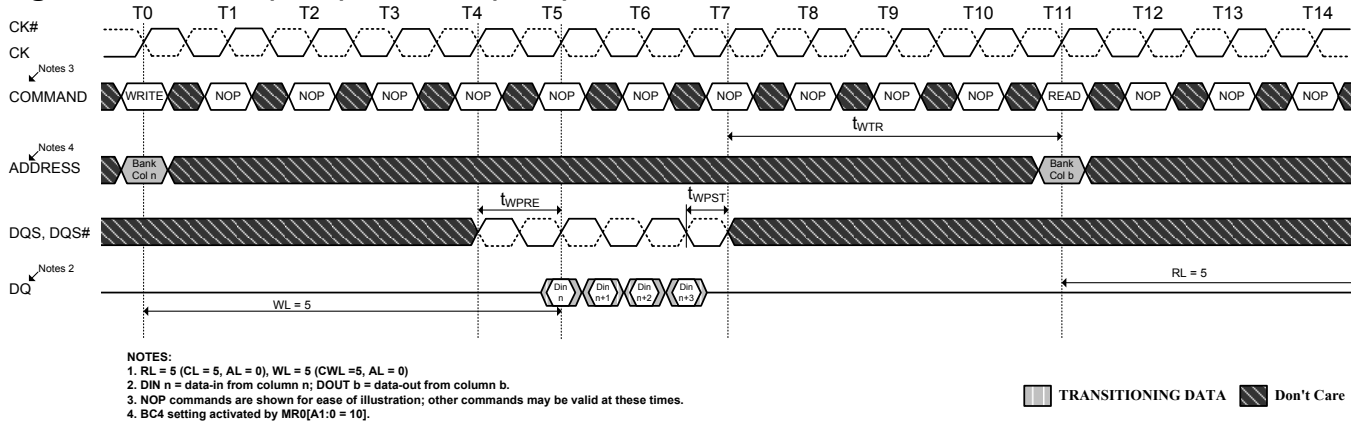 T0 T1 T2 T3 T4 T5 T6 T7 T8 T9 T10 T11 T12 T13 T14
CK#
CK
Notes 3
COMMAND WRITE NOP NOP NOP NOP NOP NOP NOP NOP NOP NOP READ NOP NOP NOP
tWTR
Notes 4
ADDRESS
Bank Bank
Col n Col b
tWPRE tWPST
DQS, DQS#
Notes 2
DQ
Din Din Din Din
n n+1 n+2 n+3
RL = 5
WL = 5
NOTES:
1. RL = 5 (CL = 5, AL = 0), WL = 5 (CWL =5, AL = 0)
2. DIN n = data-in from column n; DOUT b = data-out from column b.
3. NOP commands are shown for ease of illustration; other commands may be valid at these times.
4. BC4 setting activated by MR0[A1:0 = 10].
TRANSITIONING DATA Don't Care